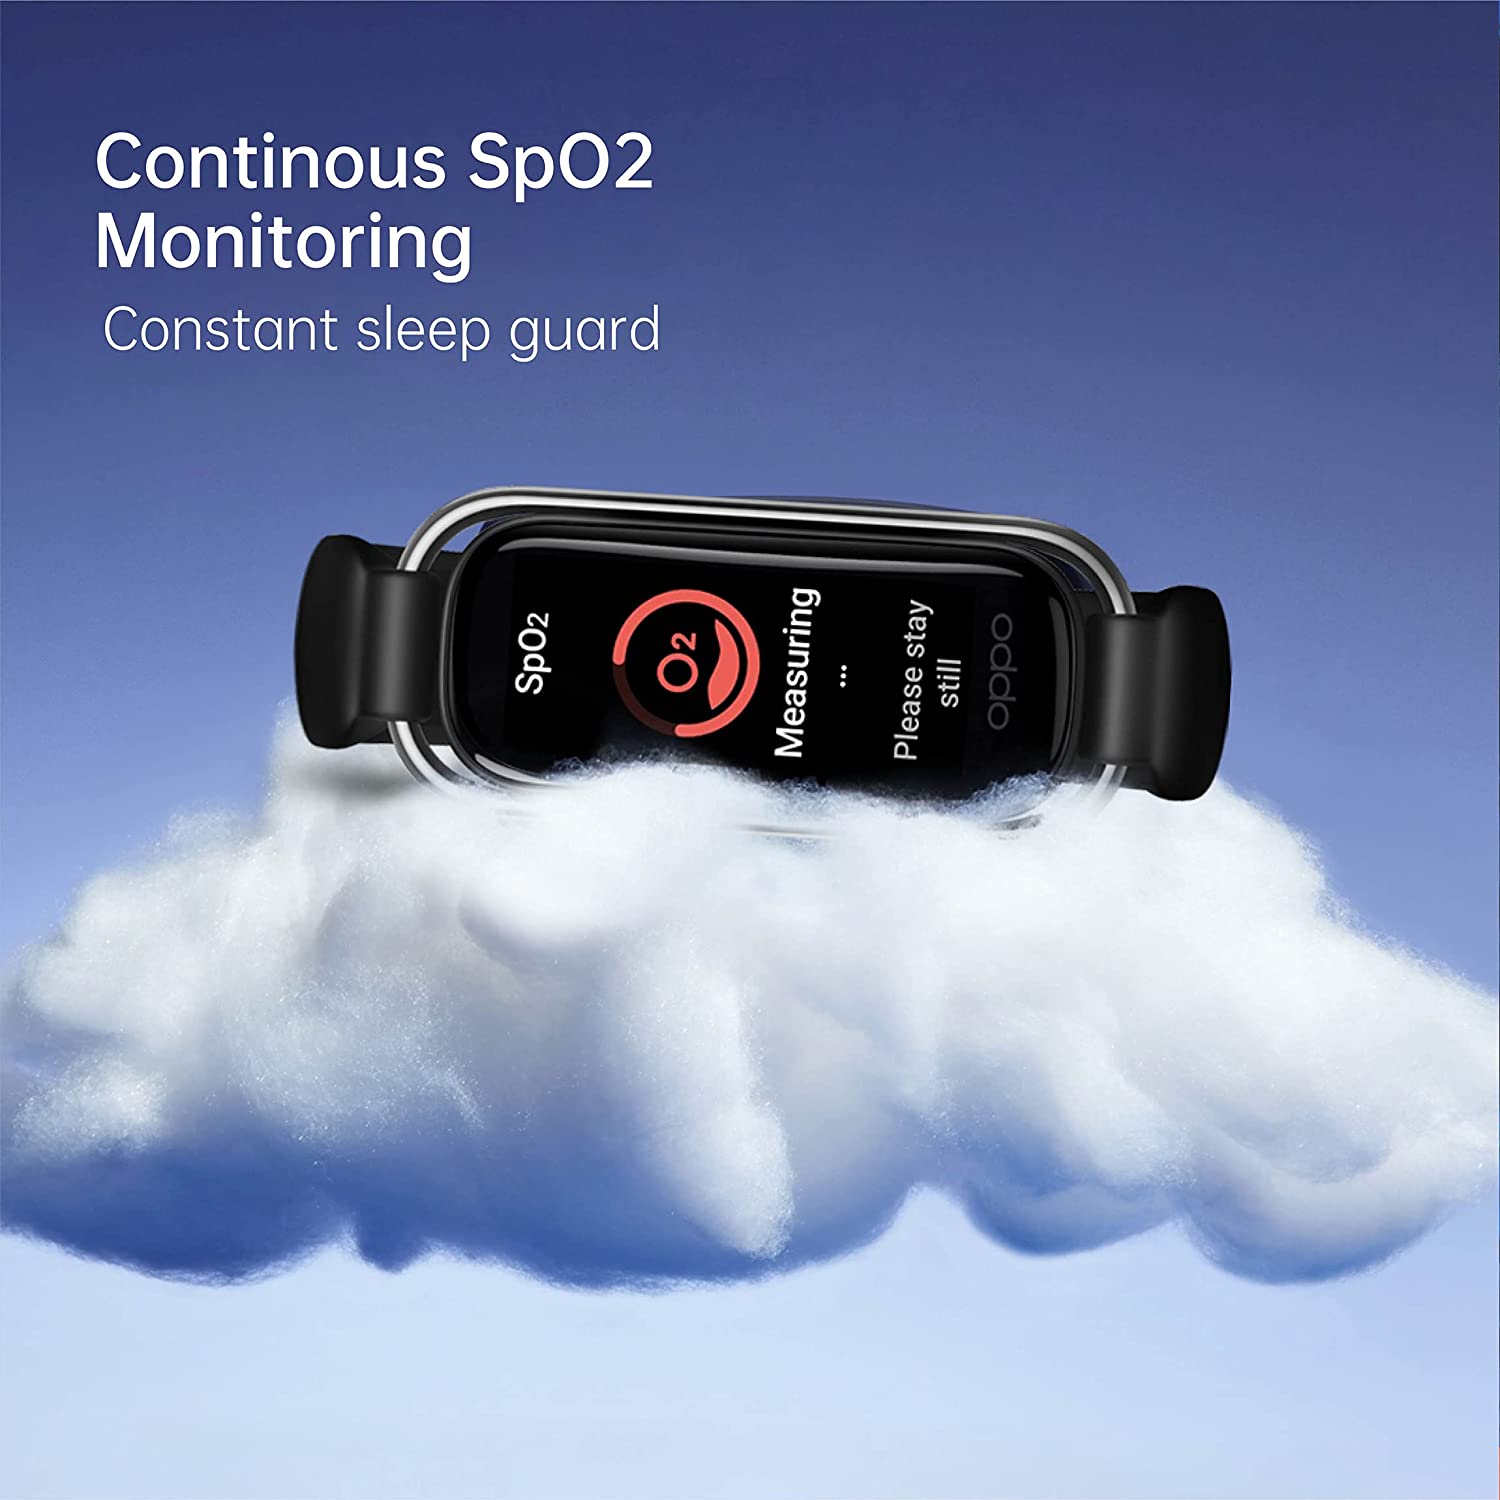 Continous SpO2
Monitoring
Constant sleep guard
SpO2
O2
Measuring
...
Please stay
still
oppo